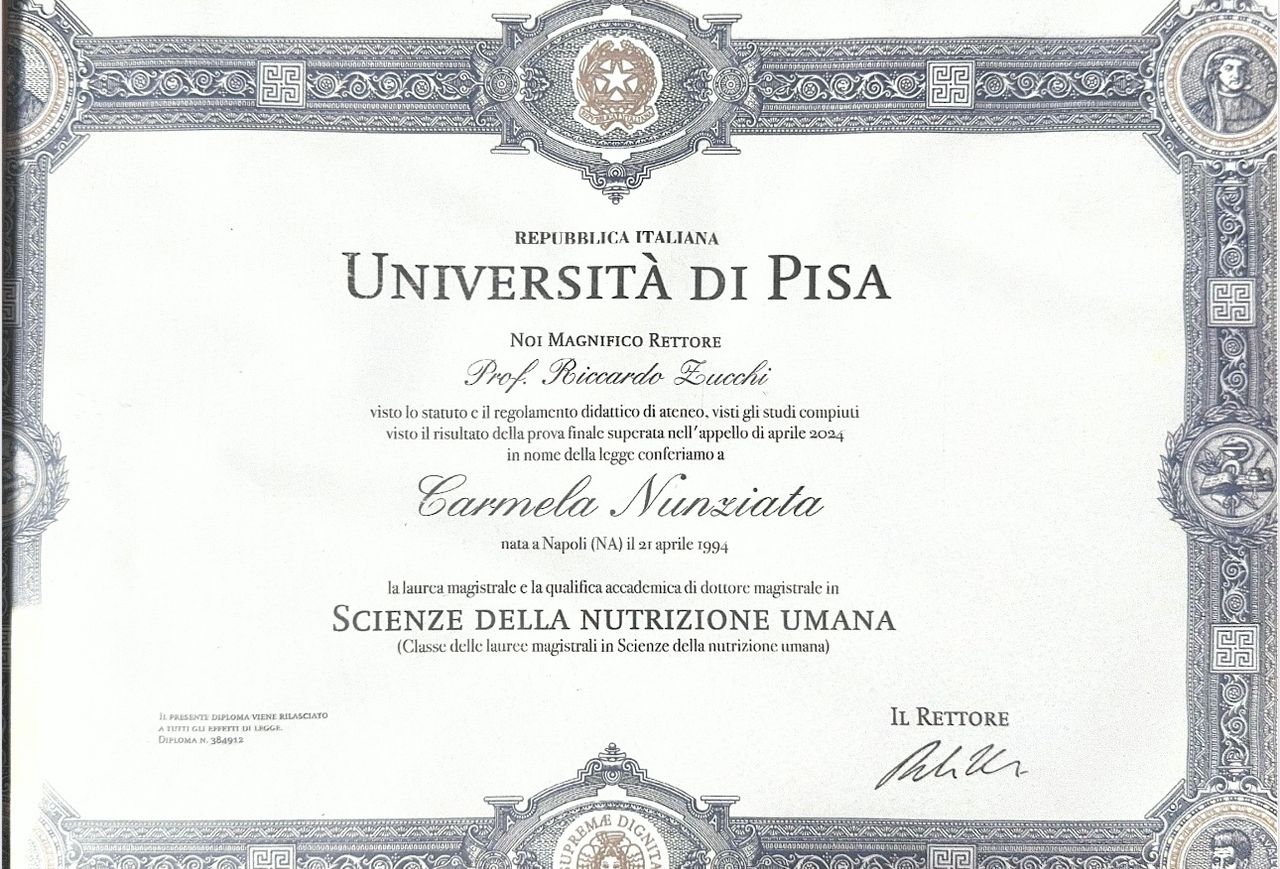 REPUBBLICA ITALIANA
UNIVERSITÀ DI PISA
NOI MAGNIFICO RETTORE
Prof. Riccardo Zucchi
visto lo statuto e il regolamento didattico di ateneo, visti gli studi compiuti
visto il risultato della prova finale superata nell'appello di aprile 2024
in nome della legge conferiamo a
Carmela Nunziata
nata a Napoli (NA) il 21 aprile 1994
la laurea magistrale e la qualifica accademica di dottore magistrale in
SCIENZE DELLA NUTRIZIONE UMANA
(Classe delle lauree magistrali in Scienze della nutrizione umana)
IL PRESENTE DIPLOMA VIENE RILASCIATO
A TUTTI GLI EFFETTI DI LEGGE.
DIPLOMA N. 384912
IL RETTORE
SUPREMÆ DIGNITA